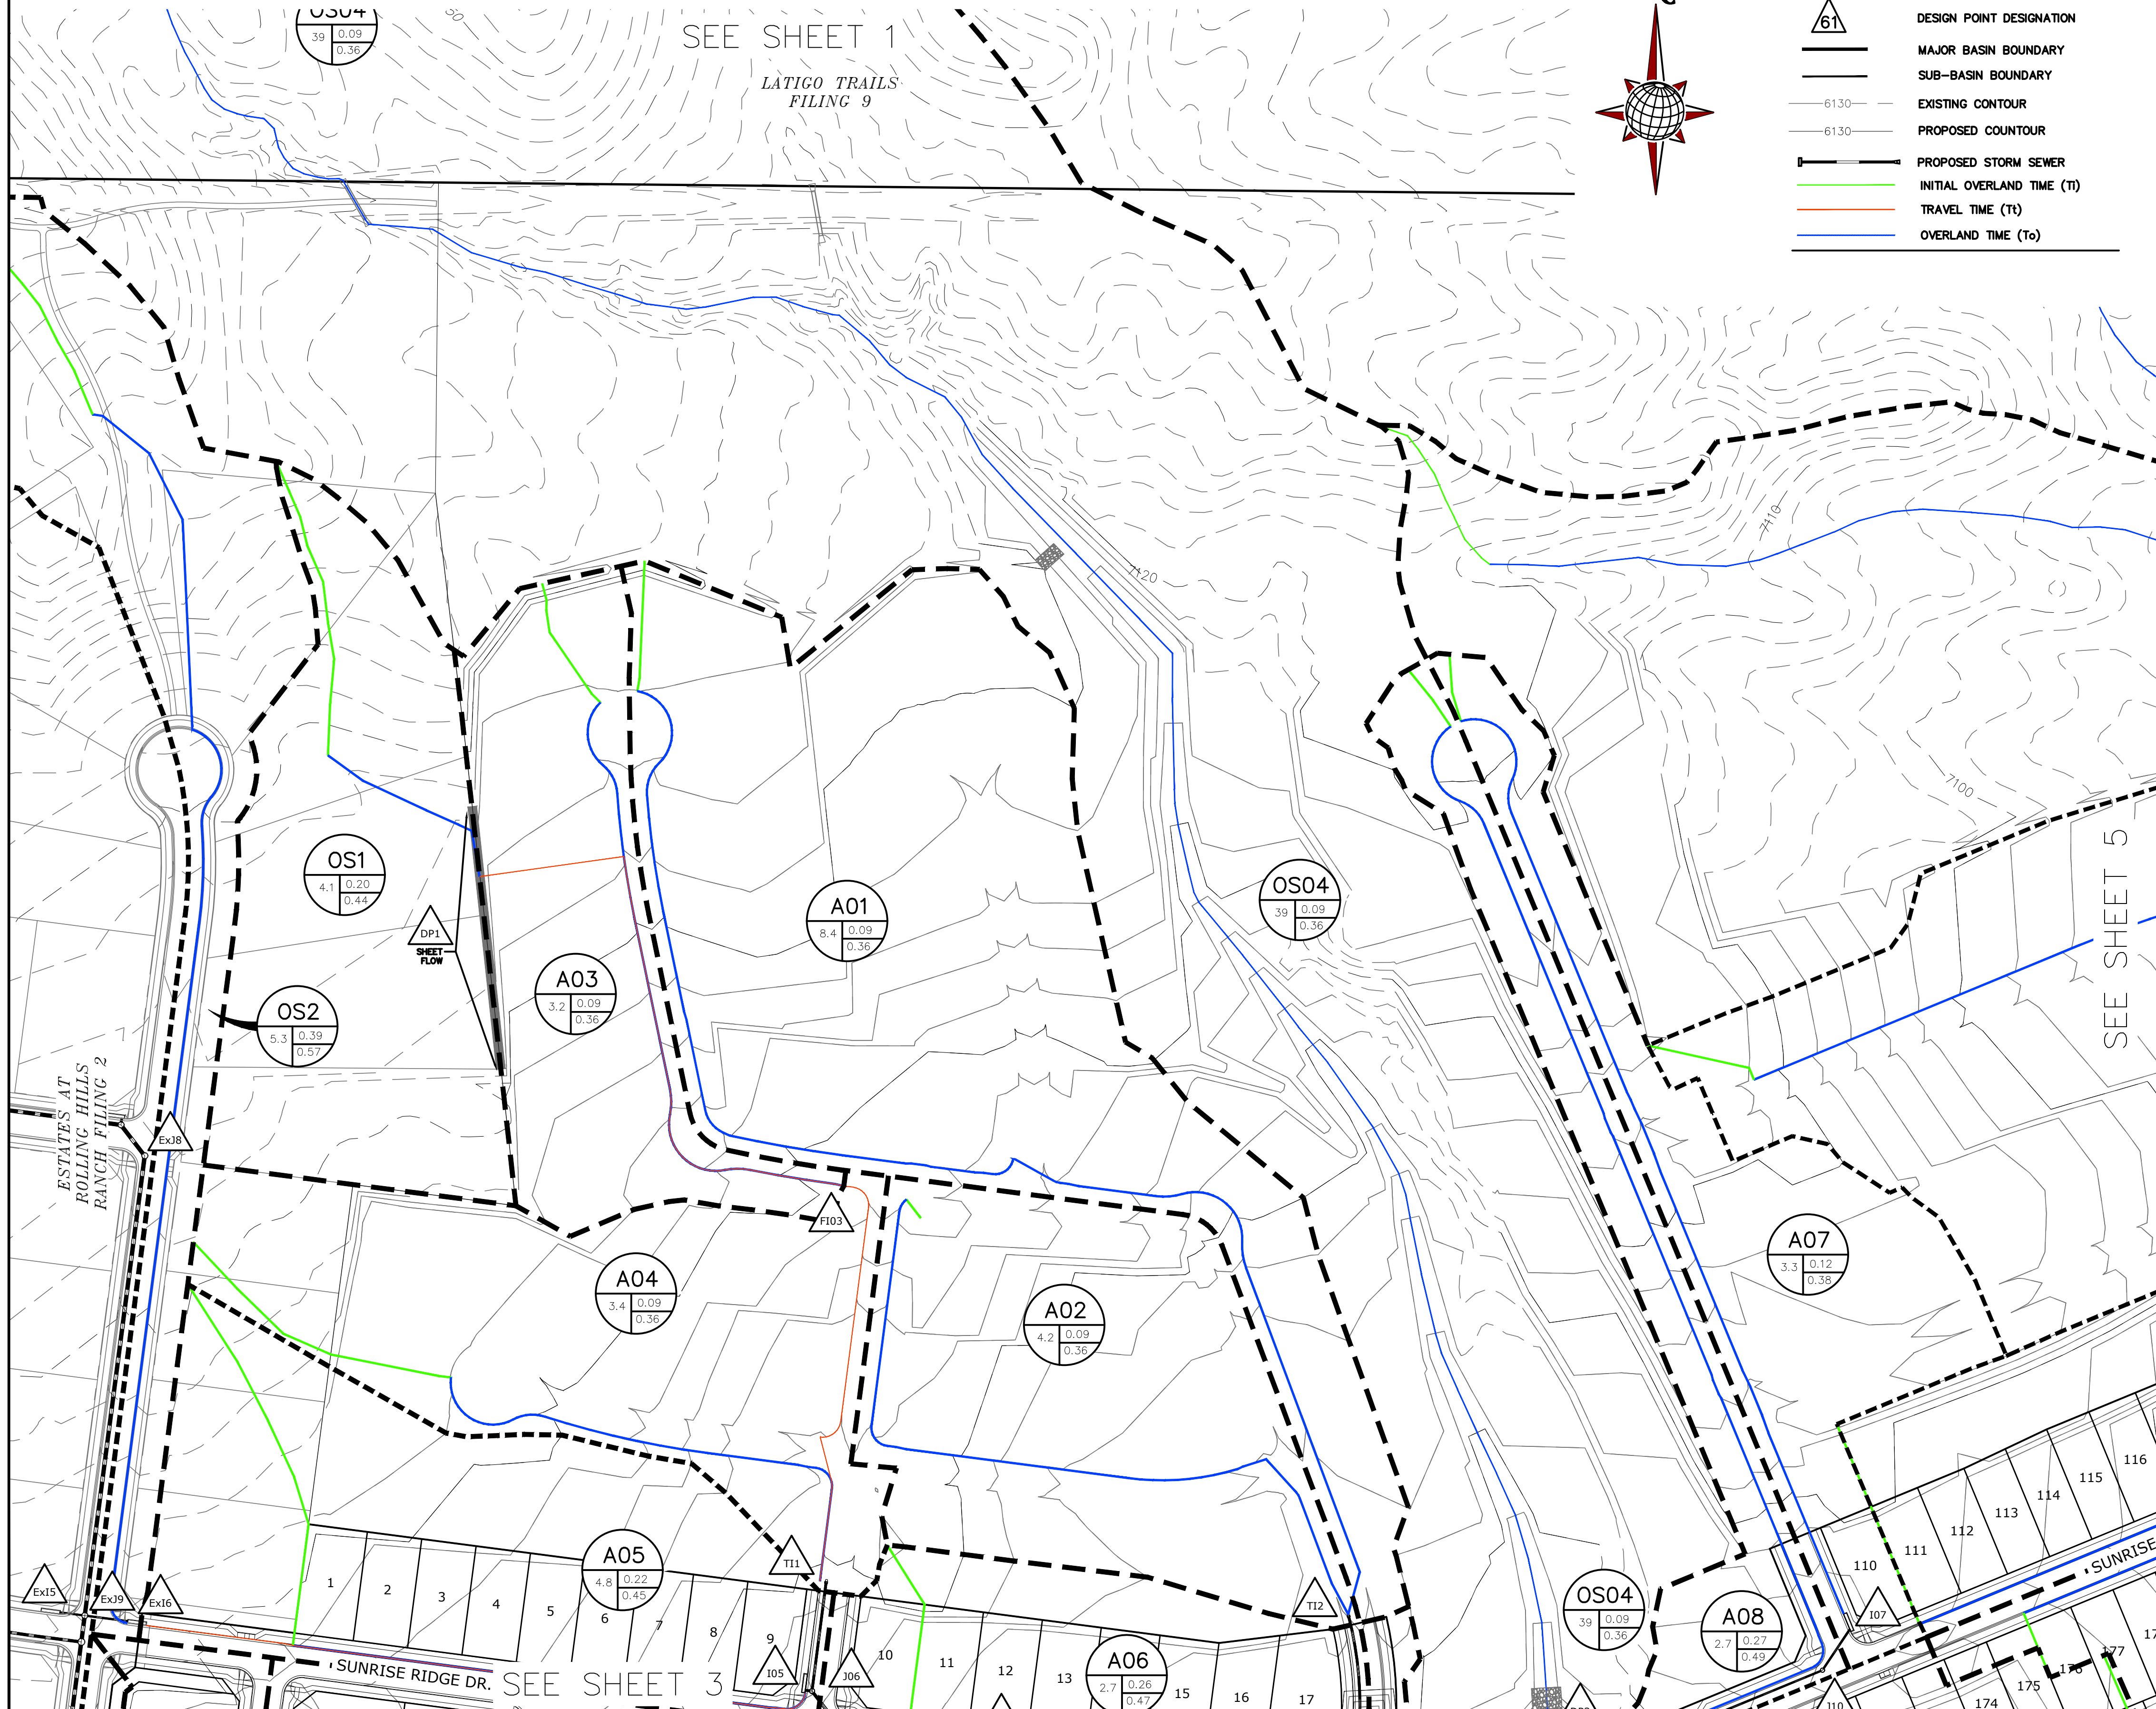 OS04
39 0.09
0.36
50
SEE SHEET 1
LATIGO TRAILS
FILING 9
61 DESIGN POINT DESIGNATION
MAJOR BASIN BOUNDARY
SUB-BASIN BOUNDARY
6130 EXISTING CONTOUR
6130 PROPOSED COUNTOUR
PROPOSED STORM SEWER
INITIAL OVERLAND TIME (Ti)
TRAVEL TIME (Tt)
OVERLAND TIME (To)
7110
7120
7100
SEE SHEET 5
OS1
4.1 0.20
0.44
DP1
SHEET
FLOW
A01
8.4 0.09
0.36
OS04
39 0.09
0.36
A03
3.2 0.09
0.36
OS2
5.3 0.39
0.57
ESTATES AT
ROLLING HILLS
RANCH FILING 2
ExJ8
FI03
A04
3.4 0.09
0.36
A02
4.2 0.09
0.36
A07
3.3 0.12
0.38
A05
4.8 0.22
0.45
TI1
TI2
ExI5
ExJ9
ExI6
1
2
3
4
5
6
7
8
9
10
11
12
13
15
16
17
I05
J06
A06
2.7 0.26
0.47
OS04
39 0.09
0.36
A08
2.7 0.27
0.49
I07
110
111
112
113
114
115
116
SUNRISE
SUNRISE RIDGE DR.
SEE SHEET 3
174
175
176
177
17